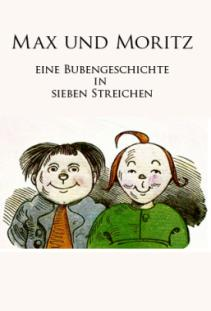 Max und Moritz
eine Bubengeschichte
in
sieben Streichen